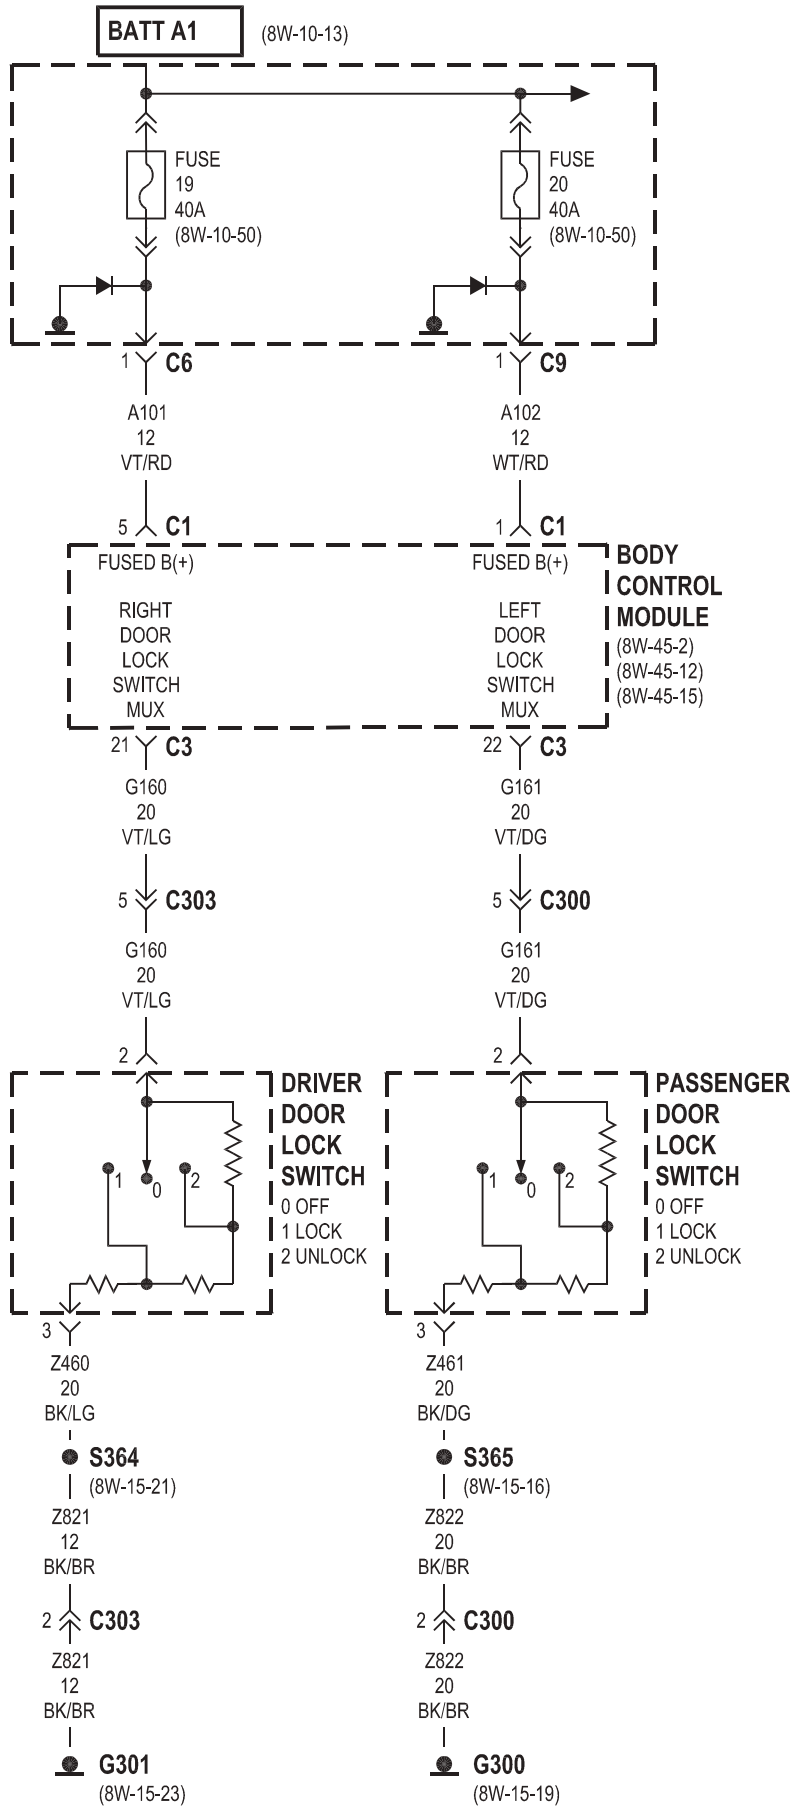 BATT A1 (8W-10-13)
FUSE
19
40A
(8W-10-50)
FUSE
20
40A
(8W-10-50)
1 C6
1 C9
A101
12
VT/RD
A102
12
WT/RD
5 C1
1 C1
FUSED B(+)
RIGHT
DOOR
LOCK
SWITCH
MUX
FUSED B(+)
LEFT
DOOR
LOCK
SWITCH
MUX
BODY
CONTROL
MODULE
(8W-45-2)
(8W-45-12)
(8W-45-15)
21 C3
22 C3
G160
20
VT/LG
G161
20
VT/DG
5 C303
5 C300
G160
20
VT/LG
G161
20
VT/DG
2
2
1 0 2
DRIVER
DOOR
LOCK
SWITCH
0 OFF
1 LOCK
2 UNLOCK
1 0 2
PASSENGER
DOOR
LOCK
SWITCH
0 OFF
1 LOCK
2 UNLOCK
3
3
Z460
20
BK/LG
Z461
20
BK/DG
S364
(8W-15-21)
S365
(8W-15-16)
Z821
12
BK/BR
Z822
20
BK/BR
2 C303
2 C300
Z821
12
BK/BR
Z822
20
BK/BR
G301
(8W-15-23)
G300
(8W-15-19)